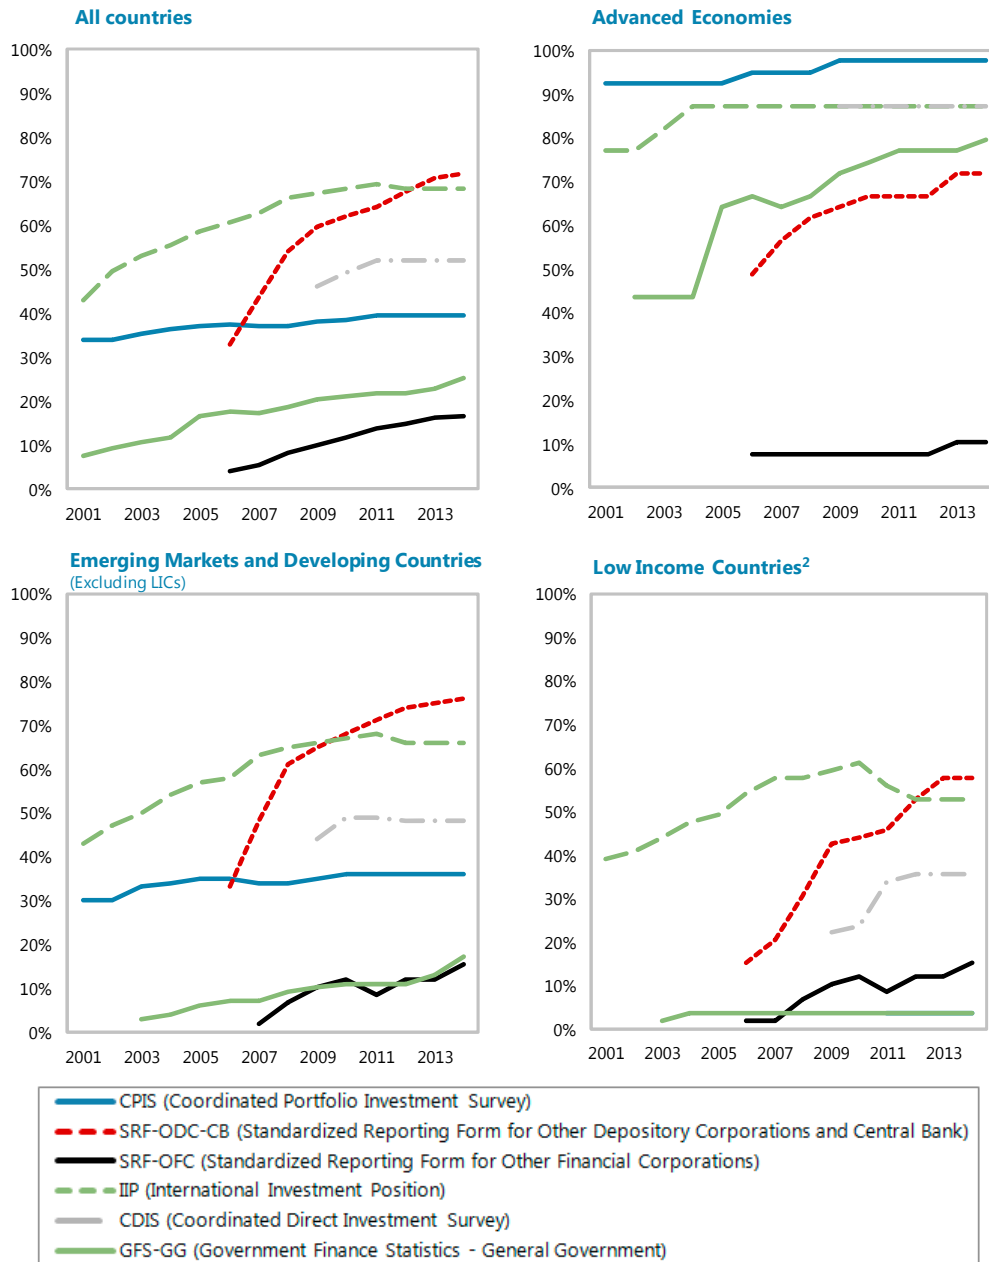 All countries
100%
90%
80%
70%
60%
50%
40%
30%
20%
10%
0%
2001 2003 2005 2007 2009 2011 2013
Advanced Economies
100%
90%
80%
70%
60%
50%
40%
30%
20%
10%
0%
2001 2003 2005 2007 2009 2011 2013
Emerging Markets and Developing Countries
(Excluding LICs)
100%
90%
80%
70%
60%
50%
40%
30%
20%
10%
0%
2001 2003 2005 2007 2009 2011 2013
Low Income Countries²
100%
90%
80%
70%
60%
50%
40%
30%
20%
10%
0%
2001 2003 2005 2007 2009 2011 2013
CPIS (Coordinated Portfolio Investment Survey)
SRF-ODC-CB (Standardized Reporting Form for Other Depository Corporations and Central Bank)
SRF-OFC (Standardized Reporting Form for Other Financial Corporations)
IIP (International Investment Position)
CDIS (Coordinated Direct Investment Survey)
GFS-GG (Government Finance Statistics - General Government)